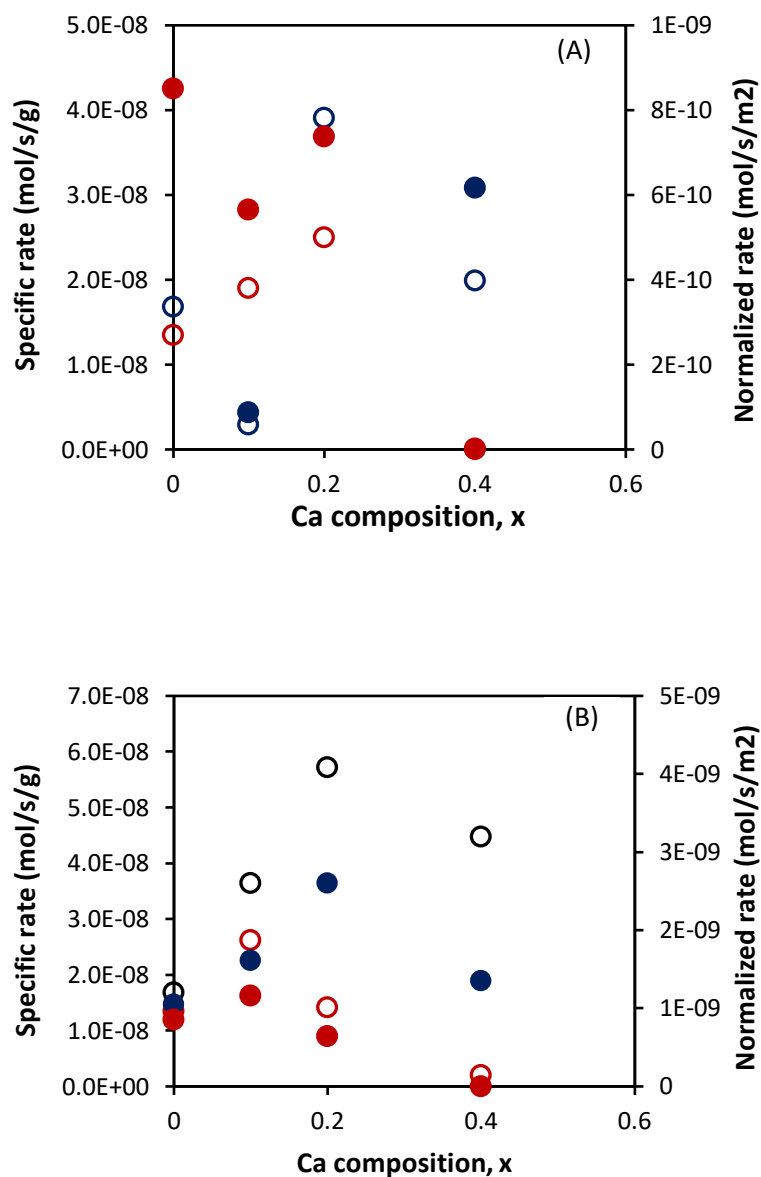 (A)
5.0E-08
4.0E-08
3.0E-08
2.0E-08
1.0E-08
0.0E+00
Specific rate (mol/s/g)
1E-09
8E-10
6E-10
4E-10
2E-10
0
Normalized rate (mol/s/m2)
0 0.2 0.4 0.6
Ca composition, x
(B)
7.0E-08
6.0E-08
5.0E-08
4.0E-08
3.0E-08
2.0E-08
1.0E-08
0.0E+00
Specific rate (mol/s/g)
5E-09
4E-09
3E-09
2E-09
1E-09
0
Normalized rate (mol/s/m2)
0 0.2 0.4 0.6
Ca composition, x